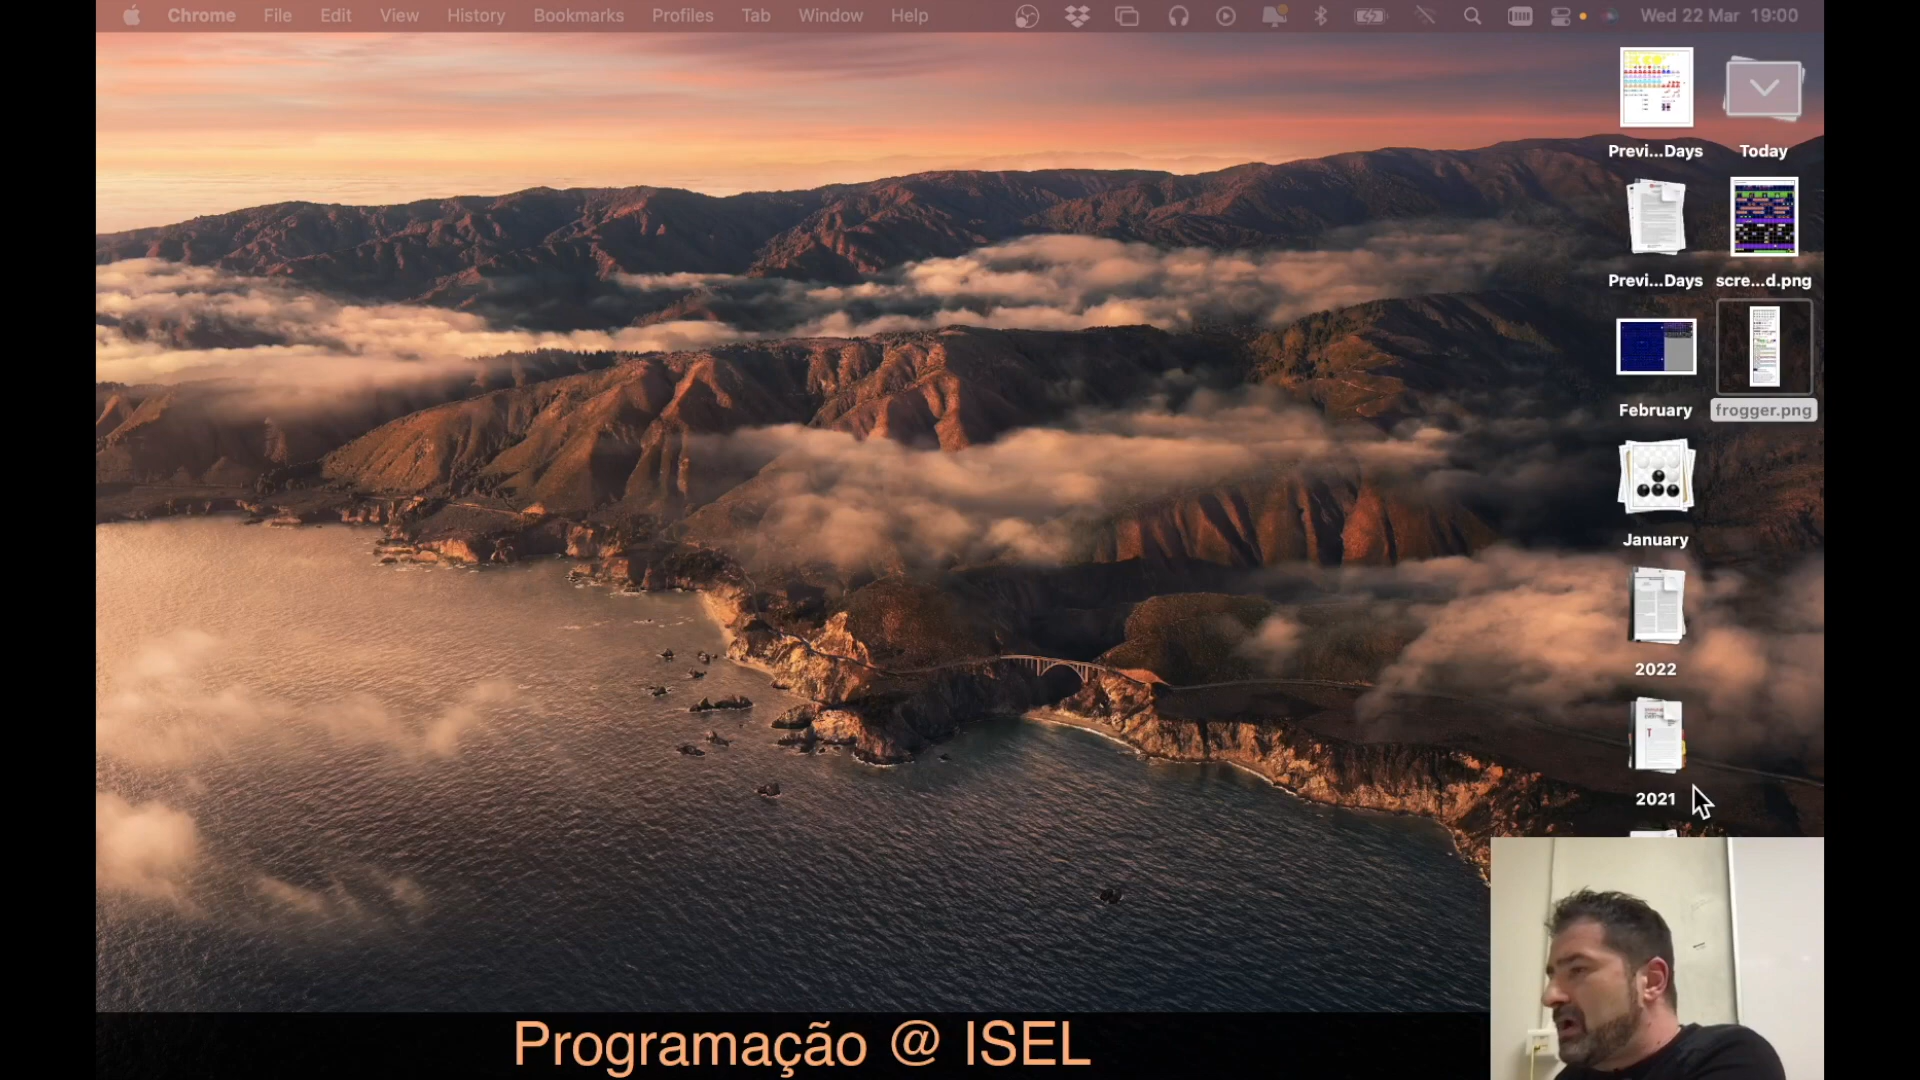 Chrome File Edit View History Bookmarks Profiles Tab Window Help Wed 22 Mar 19:00
Previ...Days Today
Previ...Days scre...d.png
February frogger.png
January
2022
2021
Programação @ ISEL